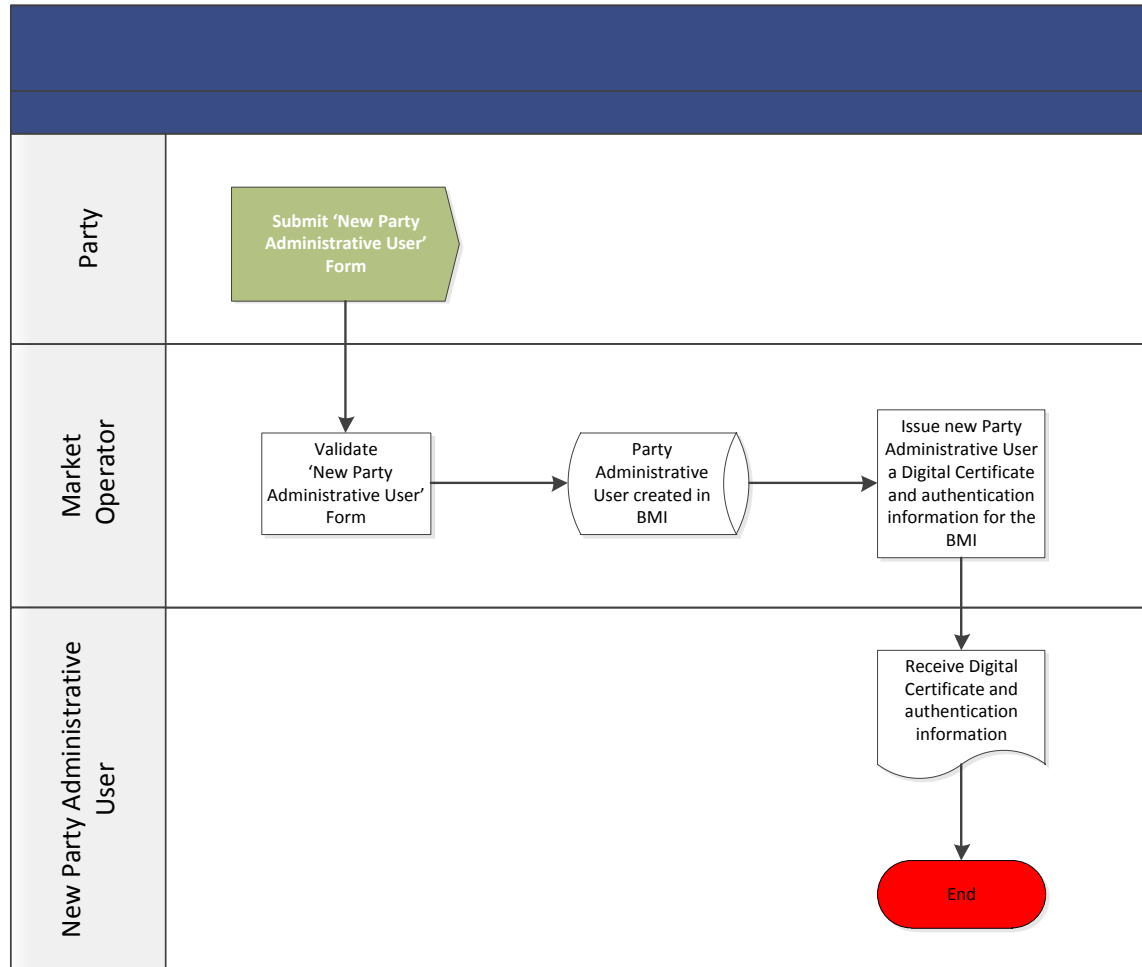 Party
Submit ‘New Party
Administrative User’
Form
Market
Operator
Validate
‘New Party
Administrative User’
Form
Party
Administrative
User created in
BMI
Issue new Party
Administrative User
a Digital Certificate
and authentication
information for the
BMI
New Party Administrative
User
Receive Digital
Certificate and
authentication
information
End